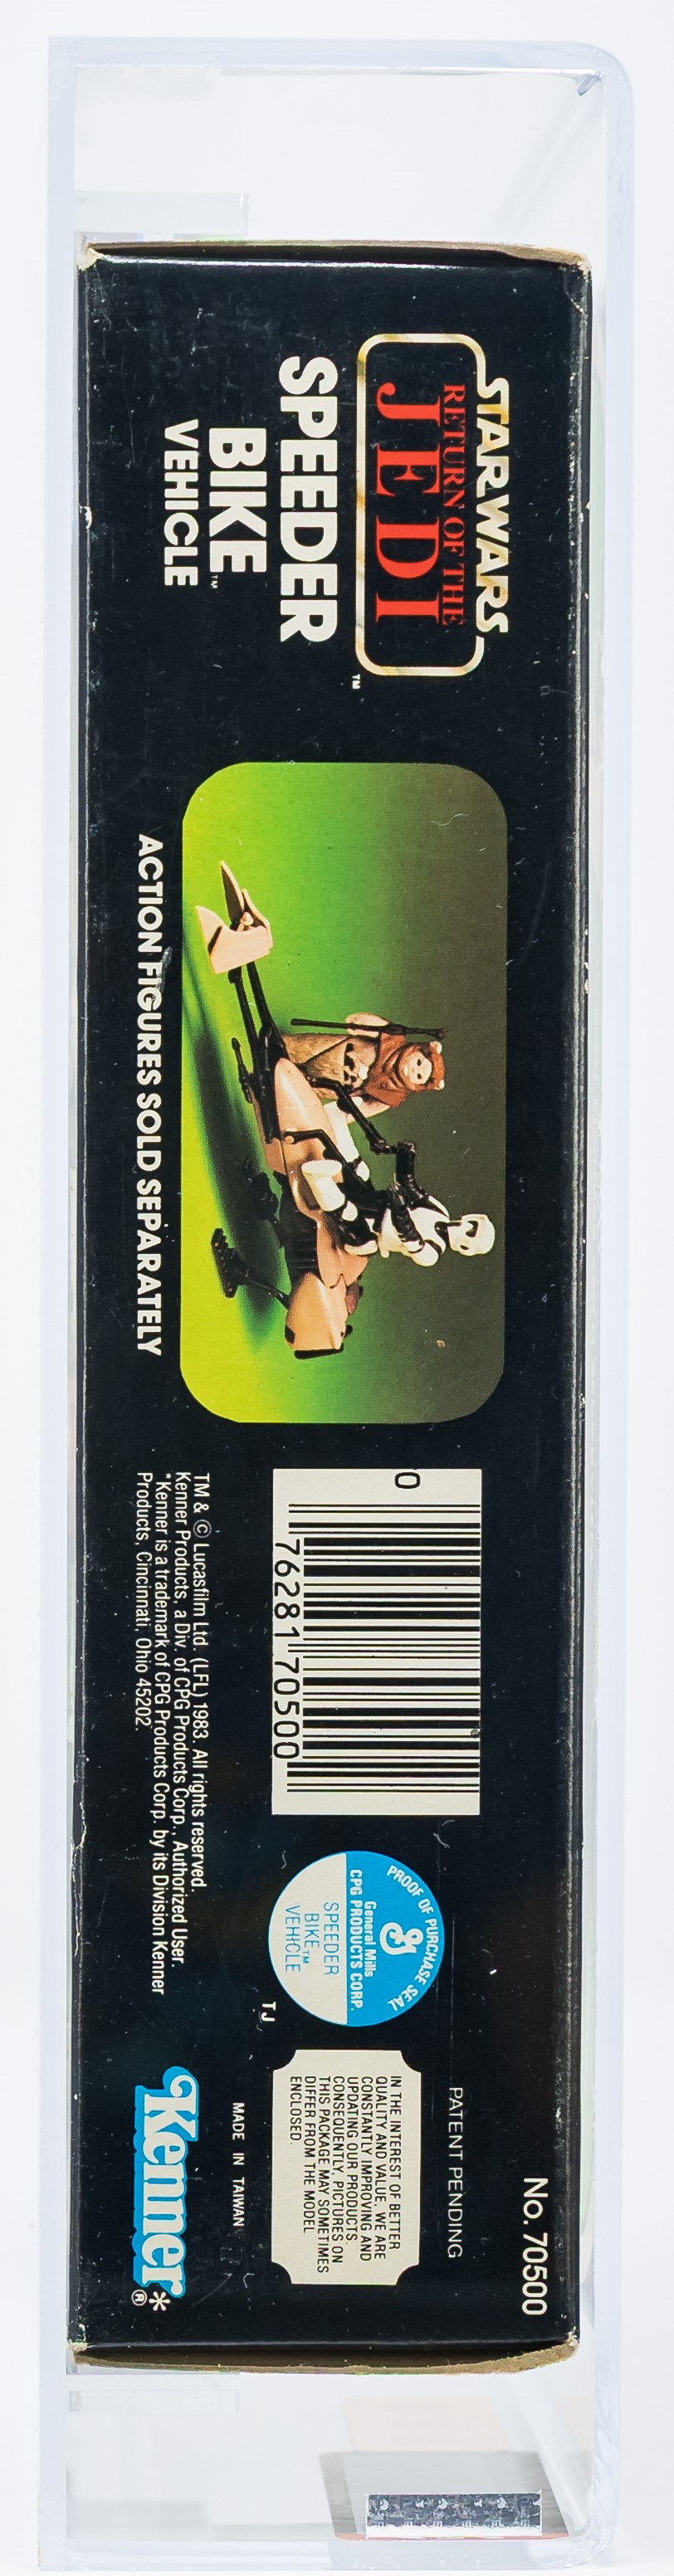 STAR WARS
RETURN OF THE
JEDI
TM
SPEEDER
BIKE™
VEHICLE
ACTION FIGURES SOLD SEPARATELY
0
76281 70500
TM & © Lucasfilm Ltd. (LFL) 1983. All rights reserved.
Kenner Products, a Div. of CPG Products Corp., Authorized User.
*Kenner is a trademark of CPG Products Corp. by its Division Kenner
Products, Cincinnati, Ohio 45202.
PROOF OF PURCHASE SEAL
G
General Mills
CPG PRODUCTS CORP.
SPEEDER
BIKE™
VEHICLE
TJ
No. 70500
PATENT PENDING
IN THE INTEREST OF BETTER
QUALITY AND VALUE, WE ARE
CONSTANTLY IMPROVING AND
UPDATING OUR PRODUCTS.
CONSEQUENTLY, PICTURES ON
THIS PACKAGE MAY SOMETIMES
DIFFER FROM THE MODEL
ENCLOSED.
MADE IN TAIWAN
Kenner*®